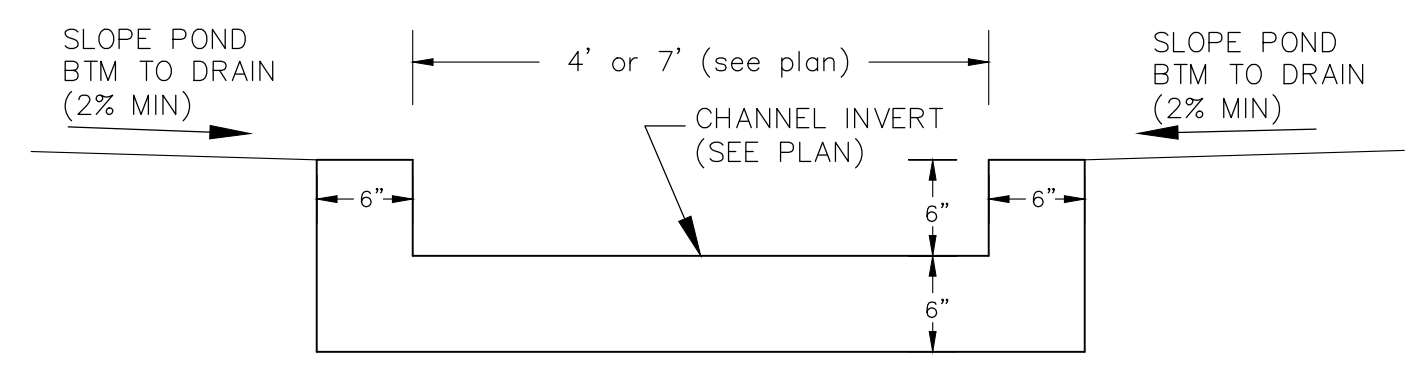 SLOPE POND
BTM TO DRAIN
(2% MIN)
4' or 7' (see plan)
SLOPE POND
BTM TO DRAIN
(2% MIN)
CHANNEL INVERT
(SEE PLAN)
6"
6"
6"
6"